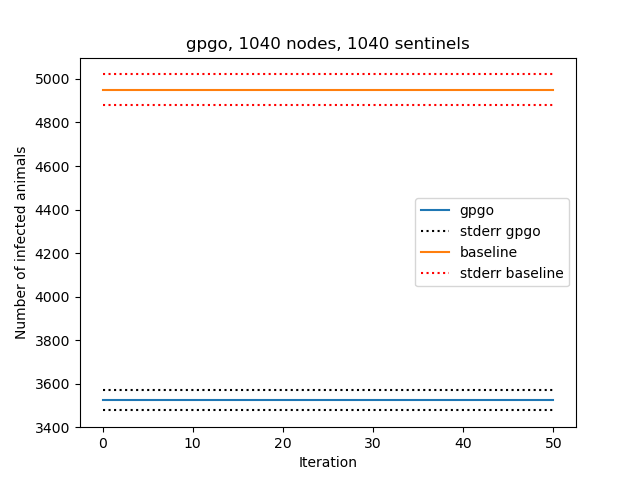 gpgo, 1040 nodes, 1040 sentinels
Number of infected animals
5000
4800
4600
4400
4200
4000
3800
3600
3400
gpgo
stderr gpgo
baseline
stderr baseline
0 10 20 30 40 50
Iteration